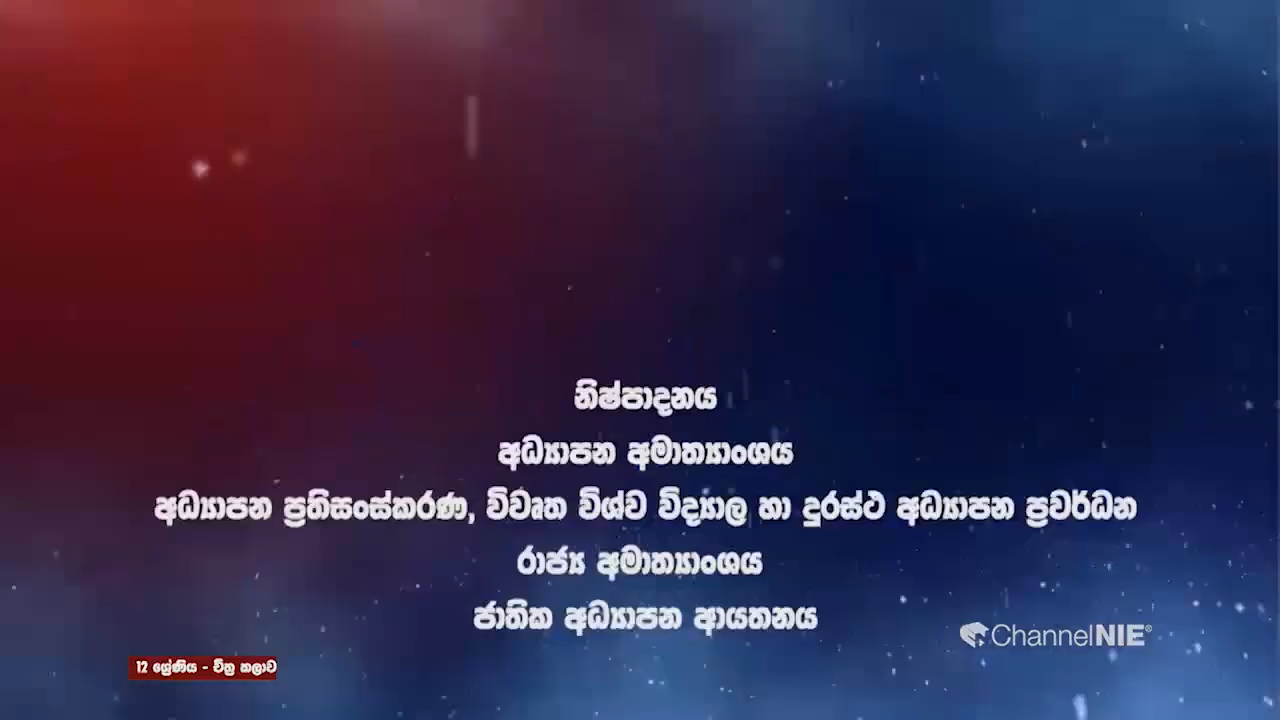 නිෂ්පාදනය
අධ්‍යාපන අමාත්‍යාංශය
අධ්‍යාපන ප්‍රතිසංස්කරණ, විවෘත විශ්ව විද්‍යාල හා දුරස්ථ අධ්‍යාපන ප්‍රවර්ධන
රාජ්‍ය අමාත්‍යාංශය
ජාතික අධ්‍යාපන ආයතනය
ChannelNIE®
12 ශ්‍රේණිය - චිත්‍ර කලාව